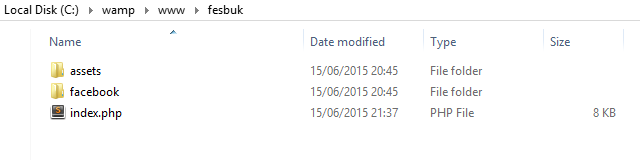 Local Disk (C:) ▸ wamp ▸ www ▸ fesbuk
Name Date modified Type Size
assets 15/06/2015 20:45 File folder
facebook 15/06/2015 20:45 File folder
index.php 15/06/2015 21:37 PHP File 8 KB